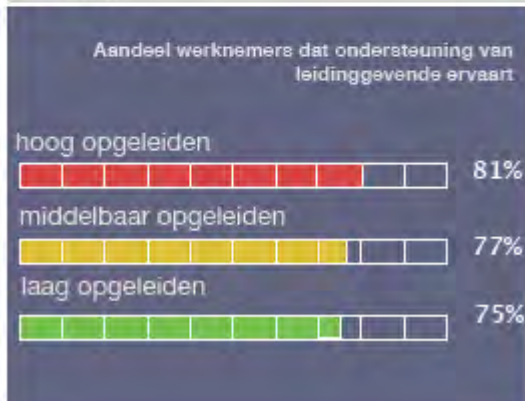 Aandeel werknemers dat ondersteuning van
leidinggevende ervaart
hoog opgeleiden
81%
middelbaar opgeleiden
77%
laag opgeleiden
75%